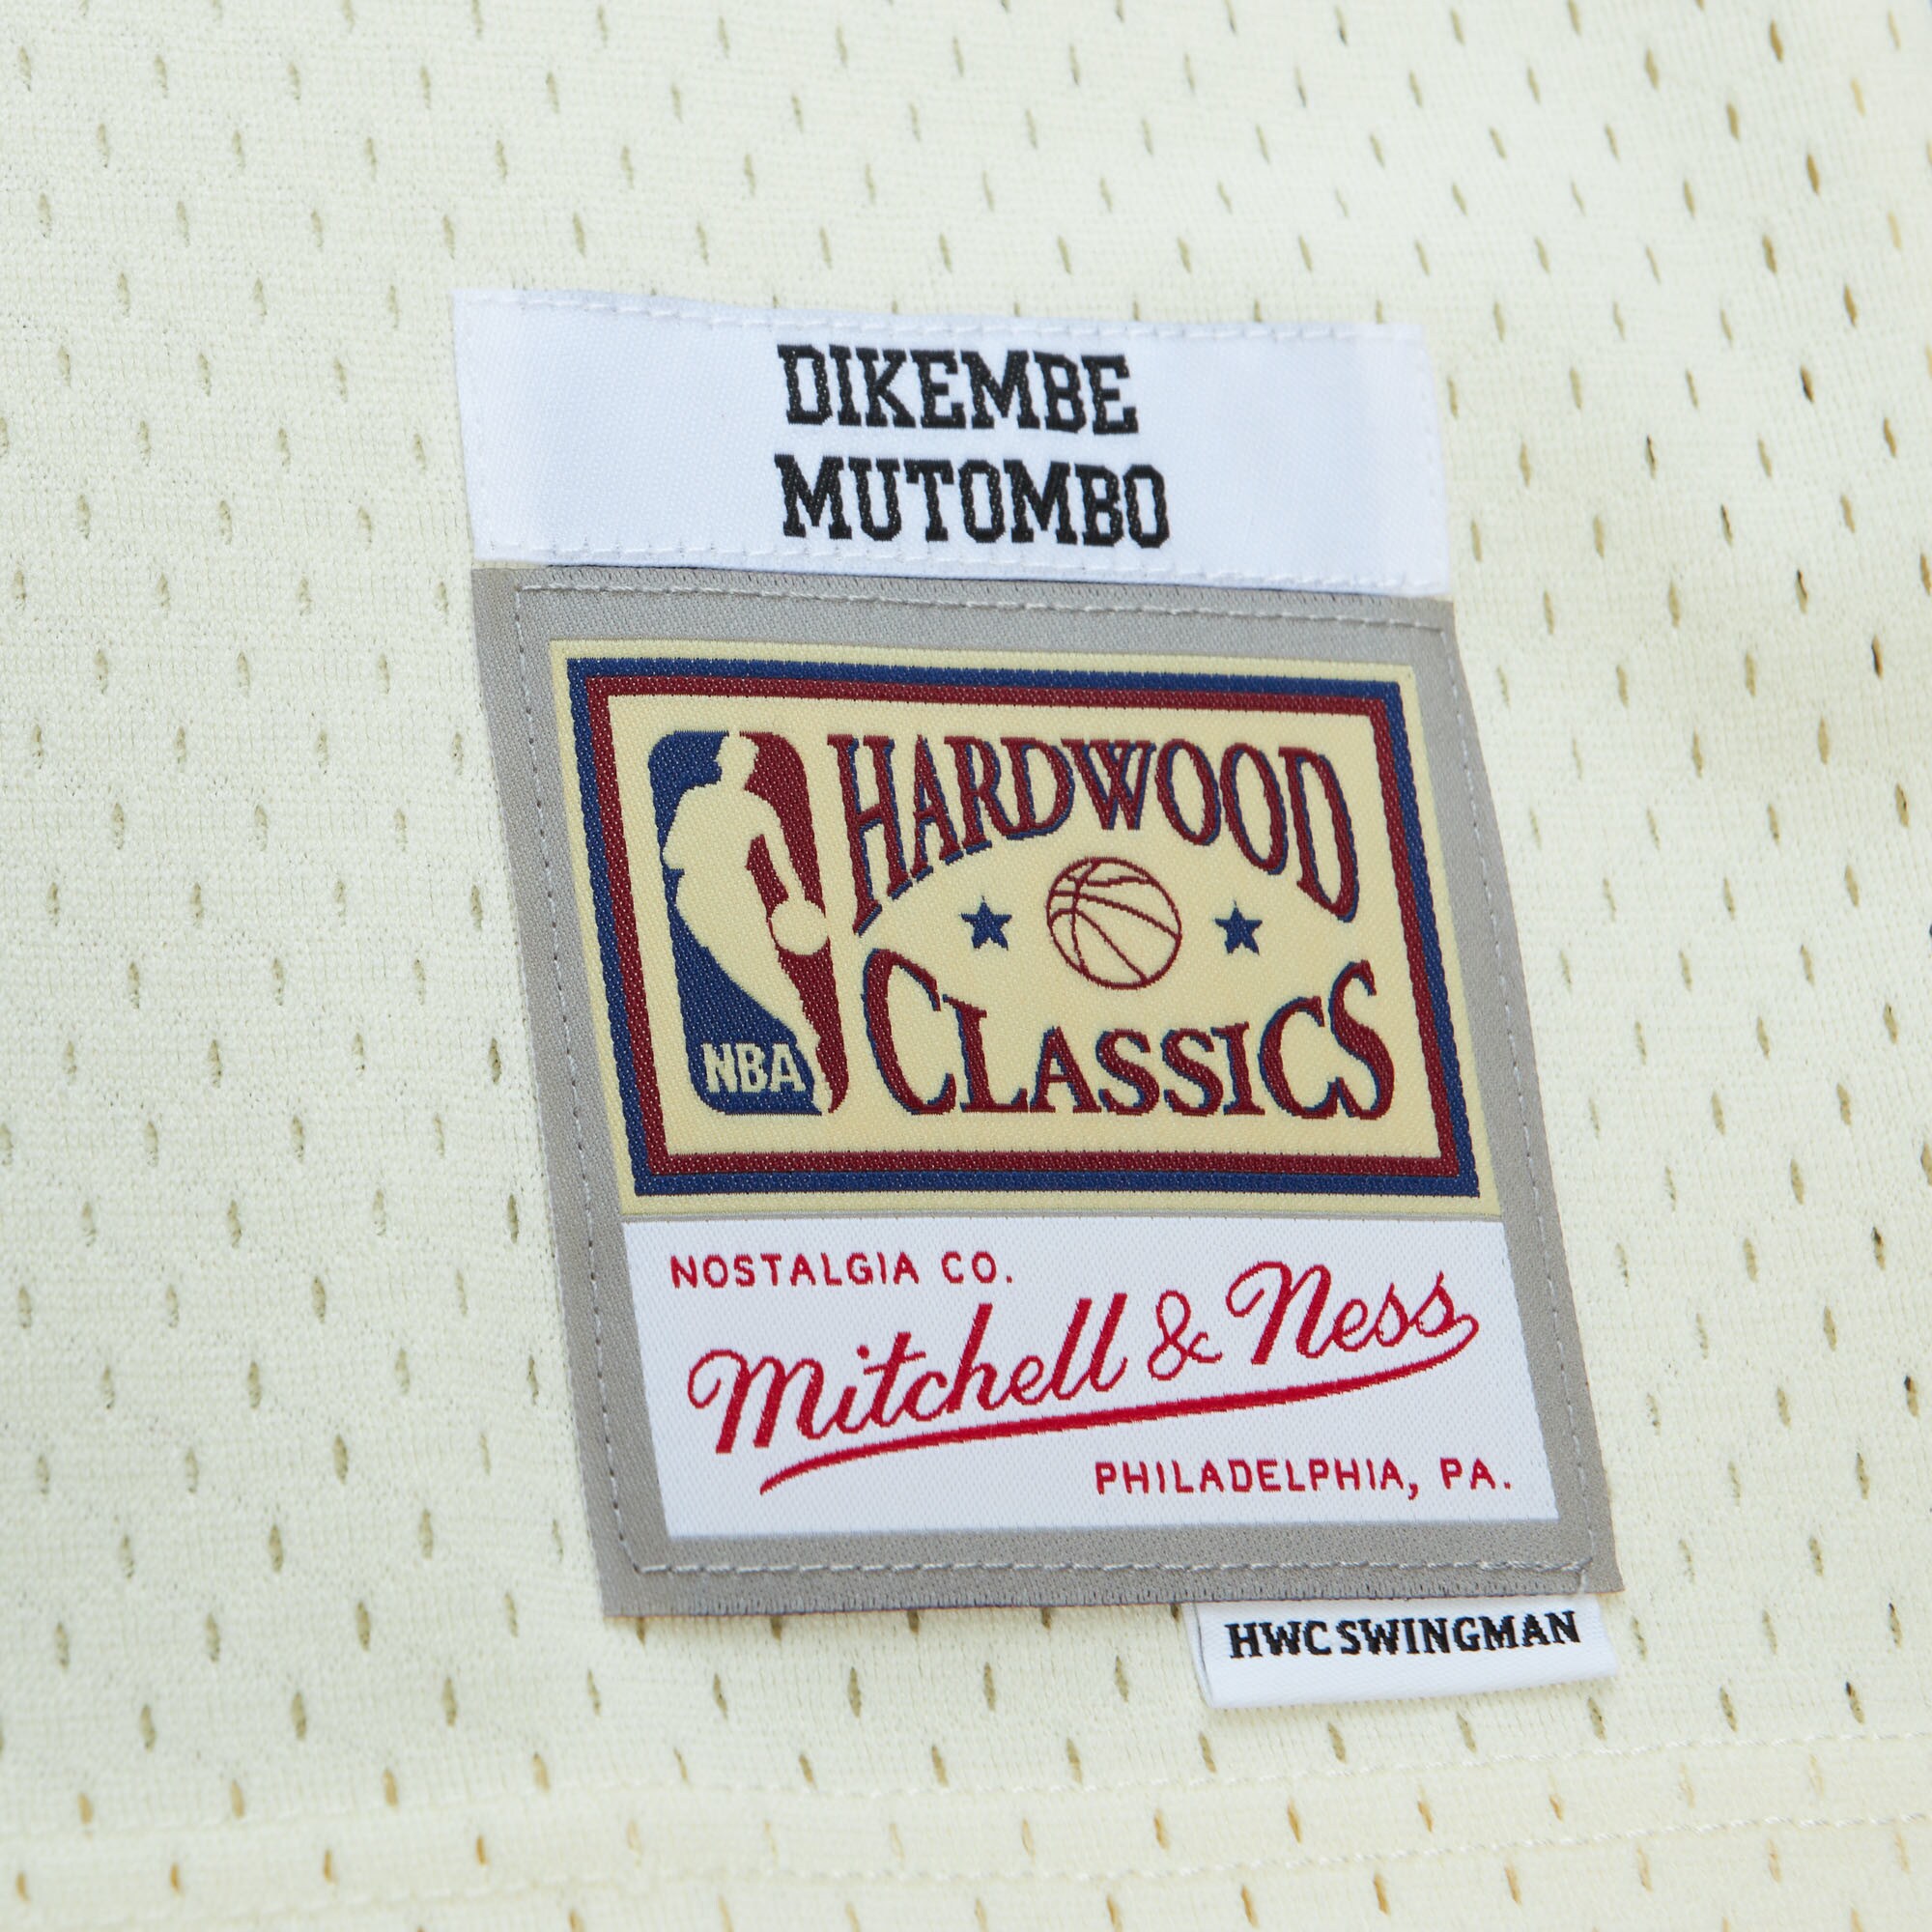 DIKEMBE
MUTOMBO
HARDWOOD
CLASSICS
NBA
NOSTALGIA CO.
Mitchell & Ness
PHILADELPHIA, PA.
HWC SWINGMAN